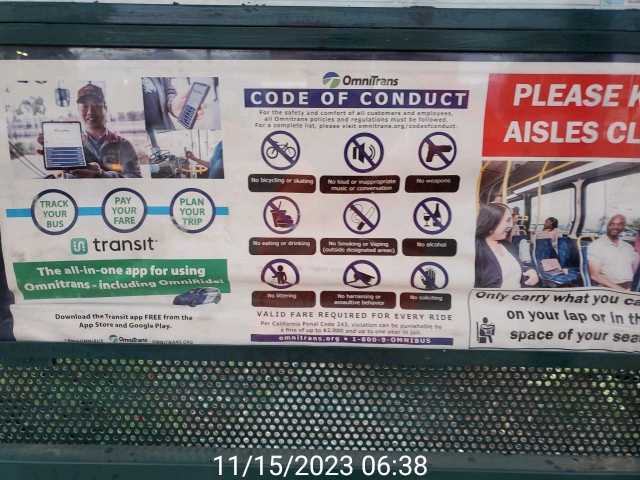 TRACK
YOUR
BUS
PAY
YOUR
FARE
PLAN
YOUR
TRIP
transit
The all-in-one app for using
Omnitrans - including OmniRide!
Download the Transit app FREE from the
App Store and Google Play.
OmniTrans
OMNITRANS.ORG
OmniTrans
CODE OF CONDUCT
For the safety and comfort of all customers and employees,
all Omnitrans policies and regulations must be followed.
For a complete list, please visit omnitrans.org/codeofconduct.
No bicycling or skating
No loud or inappropriate
music or conversation
No weapons
No eating or drinking
No Smoking or Vaping
(outside designated areas)
No alcohol
No littering
No harassing or
assaultive behavior
No soliciting
VALID FARE REQUIRED FOR EVERY RIDE
Per California Penal Code 243, violation can be punishable by
a fine of up to $2,000 and up to one year in jail.
omnitrans.org • 1-800-9-OMNIBUS
PLEASE K
AISLES CL
Only carry what you ca
on your lap or in th
space of your sea
11/15/2023 06:38